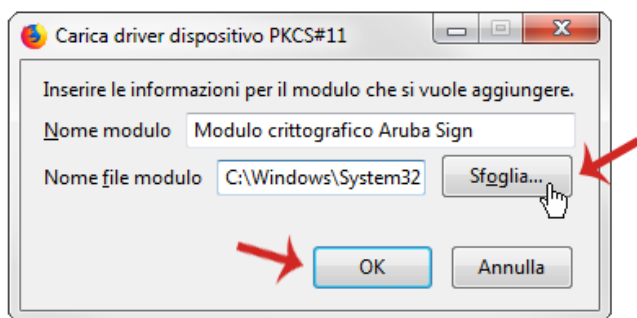 Carica driver dispositivo PKCS#11
Inserire le informazioni per il modulo che si vuole aggiungere.
Nome modulo Modulo crittografico Aruba Sign
Nome file modulo C:\Windows\System32 Sfoglia...
OK Annulla